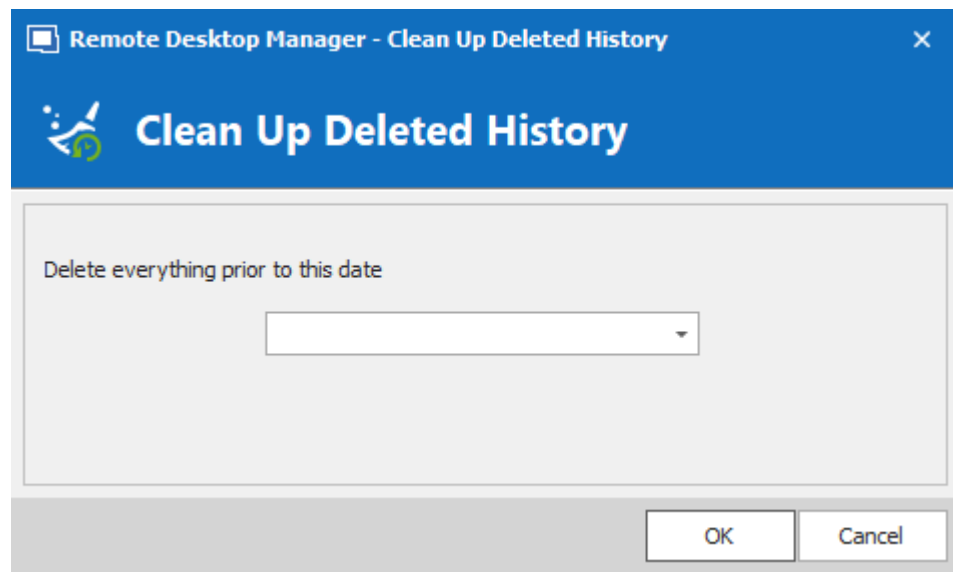 Remote Desktop Manager - Clean Up Deleted History
Clean Up Deleted History
Delete everything prior to this date
OK
Cancel